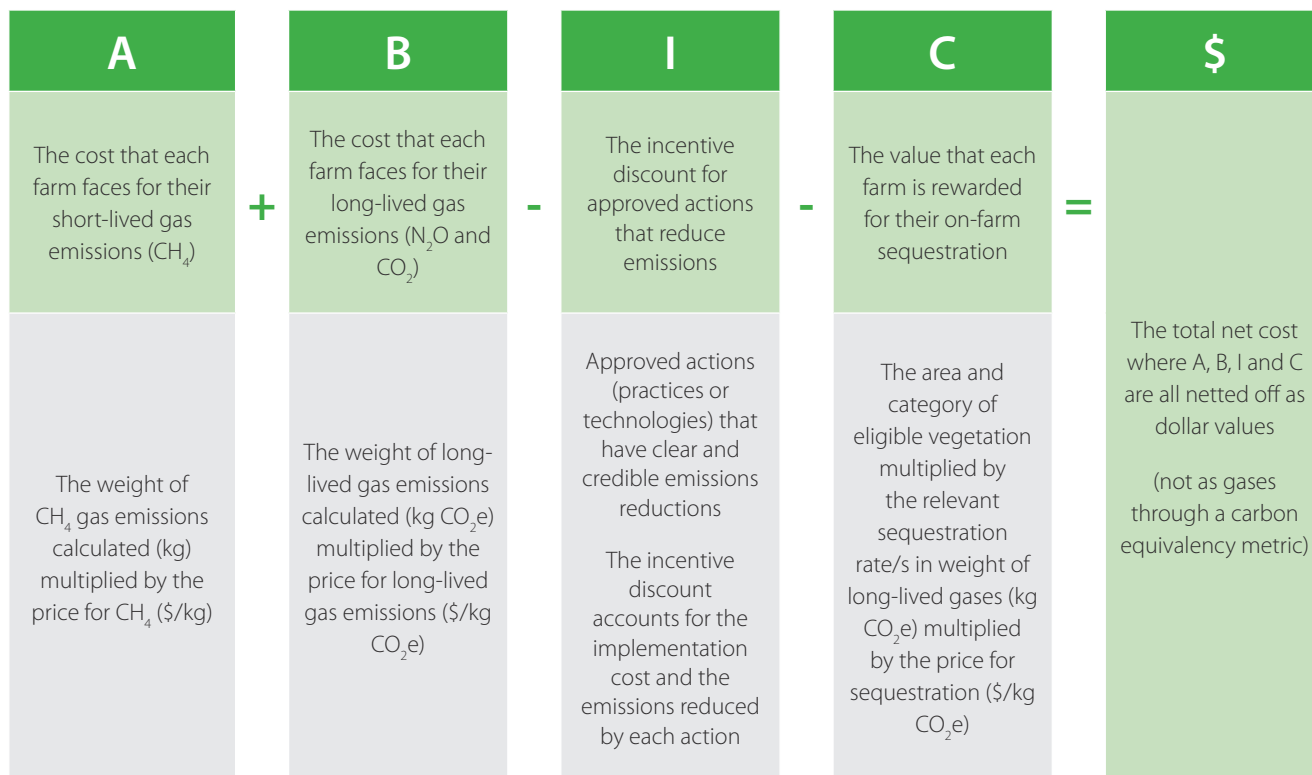 A
The cost that each
farm faces for their
short-lived gas
emissions (CH₄)
The weight of
CH₄ gas emissions
calculated (kg)
multiplied by the
price for CH₄ ($/kg)
+
B
The cost that each
farm faces for their
long-lived gas
emissions (N₂O and
CO₂)
The weight of long-
lived gas emissions
calculated (kg CO₂e)
multiplied by the
price for long-lived
gas emissions ($/kg
CO₂e)
-
I
The incentive
discount for
approved actions
that reduce
emissions
Approved actions
(practices or
technologies) that
have clear and
credible emissions
reductions
The incentive
discount
accounts for the
implementation
cost and the
emissions reduced
by each action
-
C
The value that each
farm is rewarded
for their on-farm
sequestration
The area and
category of
eligible vegetation
multiplied by
the relevant
sequestration
rate/s in weight of
long-lived gases (kg
CO₂e) multiplied
by the price for
sequestration ($/kg
CO₂e)
=
$
The total net cost
where A, B, I and C
are all netted off as
dollar values
(not as gases
through a carbon
equivalency metric)